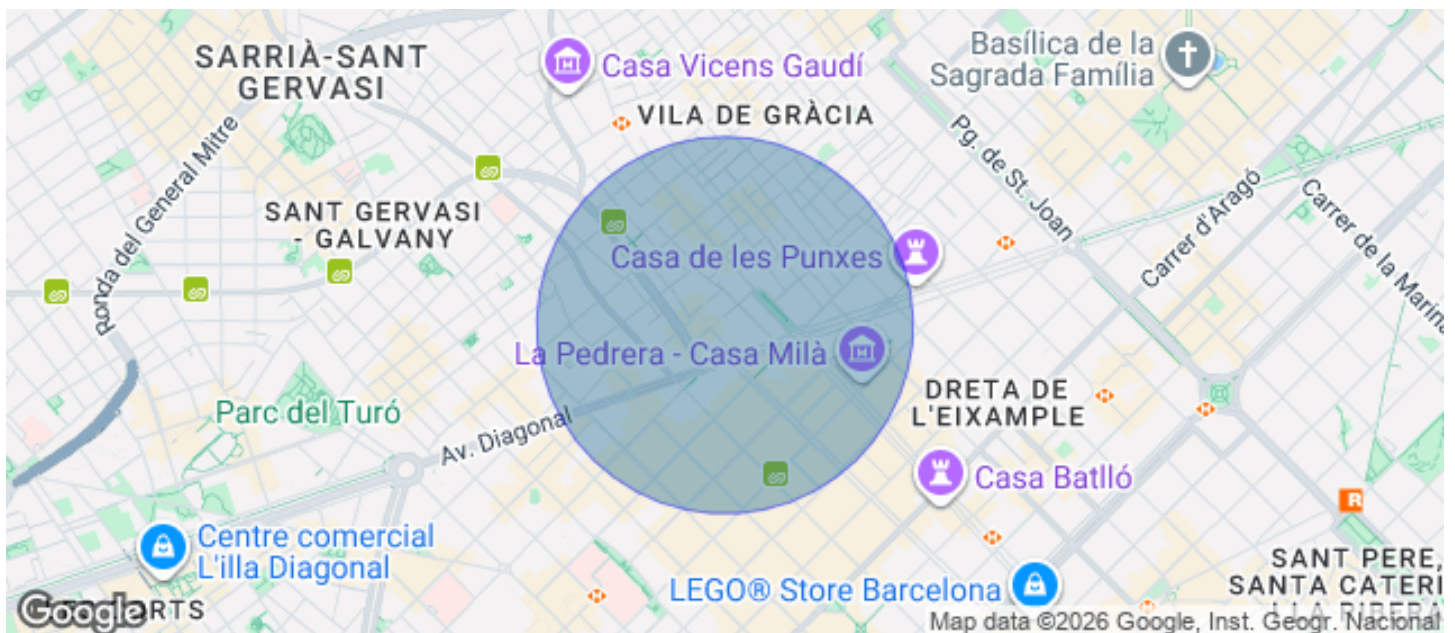 SARRIÀ-SANT
GERVASI
Casa Vicens Gaudí
Basílica de la
Sagrada Família
VILA DE GRÀCIA
Ronda del General Mitre
Pg. de St. Joan
Carrer d'Aragó
Carrer de la Marina
SANT GERVASI
- GALVANY
Casa de les Punxes
La Pedrera - Casa Milà
DRETA DE
L'EIXAMPLE
Parc del Turó
Av. Diagonal
Casa Batlló
R
Centre comercial
L'illa Diagonal
LEGO® Store Barcelona
SANT PERE,
SANTA CATERI
I LA RIBERA
Google
ORTS
Map data ©2026 Google, Inst. Geogr. Nacional